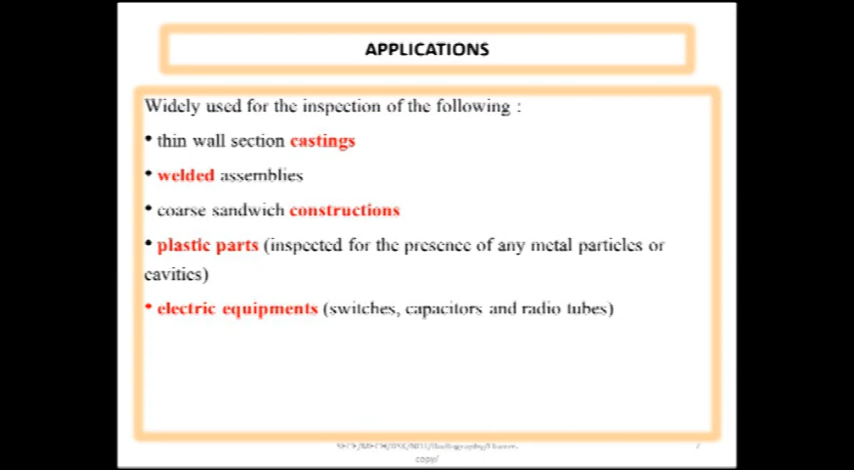 APPLICATIONS
Widely used for the inspection of the following :
• thin wall section castings
• welded assemblies
• coarse sandwich constructions
• plastic parts (inspected for the presence of any metal particles or
cavities)
• electric equipments (switches, capacitors and radio tubes)
copy/